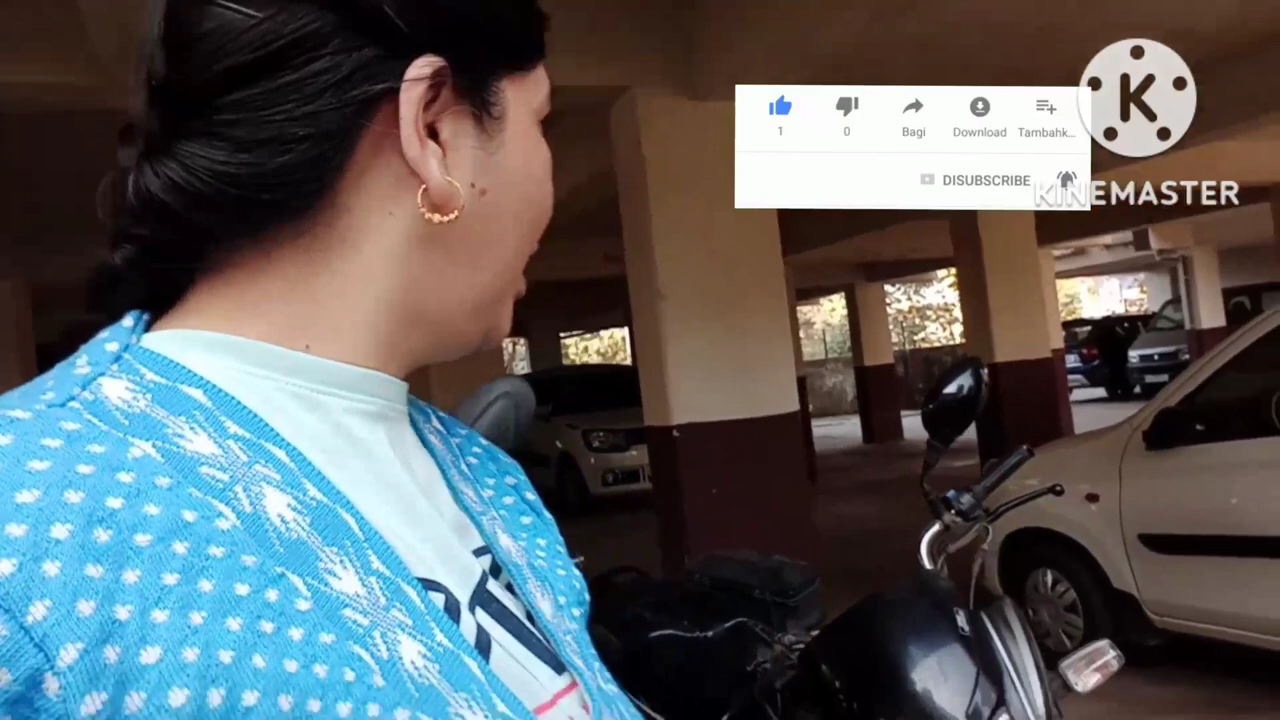 1
0
Bagi
Download
Tambahk...
DISUBSCRIBE
K
KINEMASTER